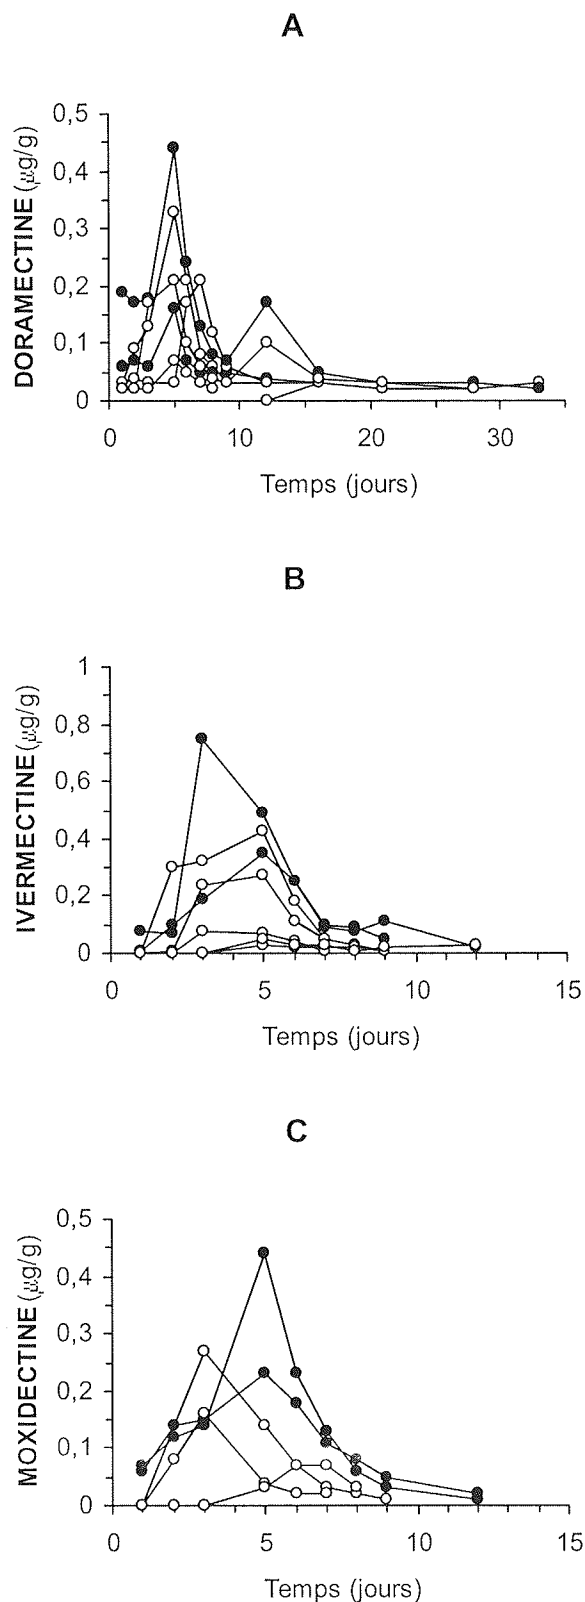 A
DORAMECTINE (µg/g)
0,5
0,4
0,3
0,2
0,1
0
0 10 20 30
Temps (jours)
B
IVERMECTINE (µg/g)
1
0,8
0,6
0,4
0,2
0
0 5 10 15
Temps (jours)
C
MOXIDECTINE (µg/g)
0,5
0,4
0,3
0,2
0,1
0
0 5 10 15
Temps (jours)